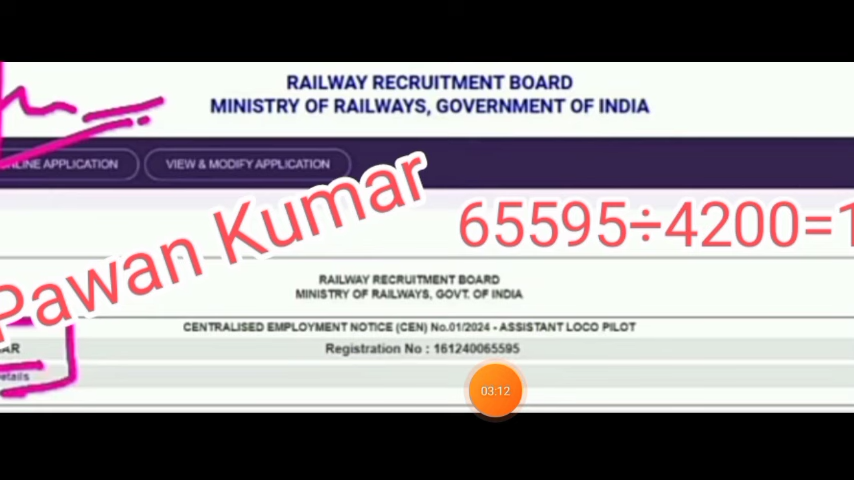 RAILWAY RECRUITMENT BOARD
MINISTRY OF RAILWAYS, GOVERNMENT OF INDIA
ONLINE APPLICATION
VIEW & MODIFY APPLICATION
Pawan Kumar
65595÷4200=1
RAILWAY RECRUITMENT BOARD
MINISTRY OF RAILWAYS, GOVT. OF INDIA
CENTRALISED EMPLOYMENT NOTICE (CEN) No.01/2024 - ASSISTANT LOCO PILOT
AR
Registration No : 161240065595
etails
03:12